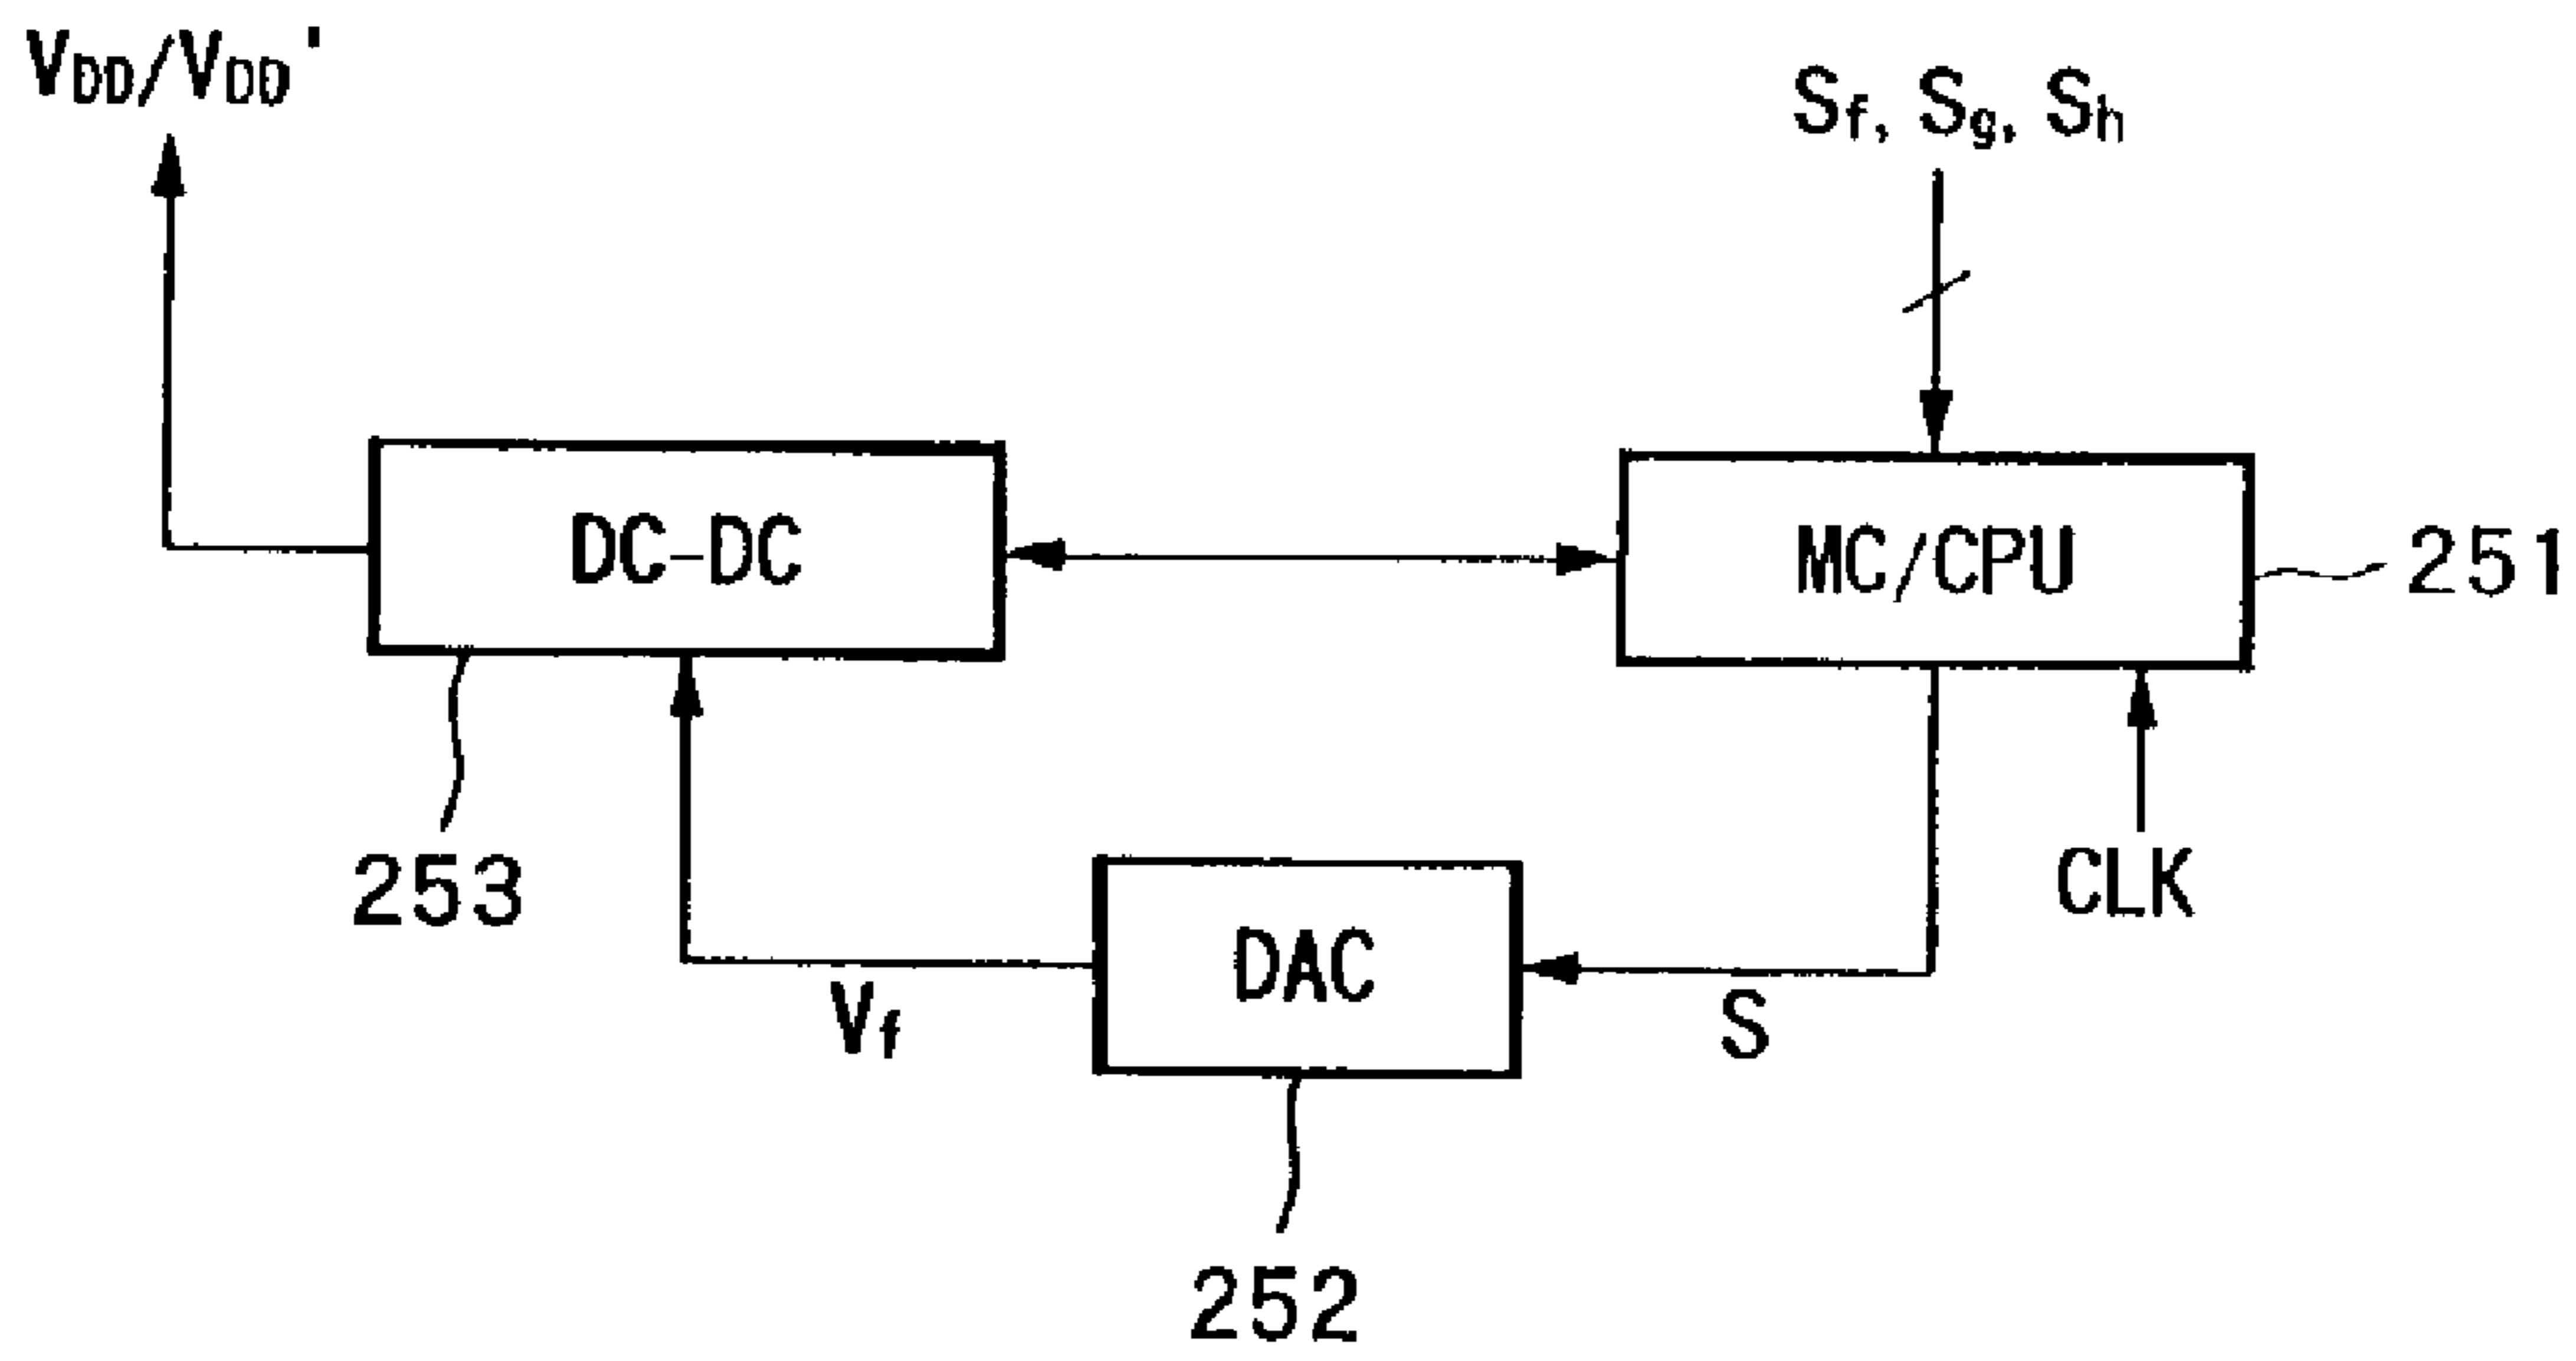 VDD/VDD'
Sf, Sg, Sh
DC-DC
MC/CPU
251
253
CLK
DAC
Vf
S
252